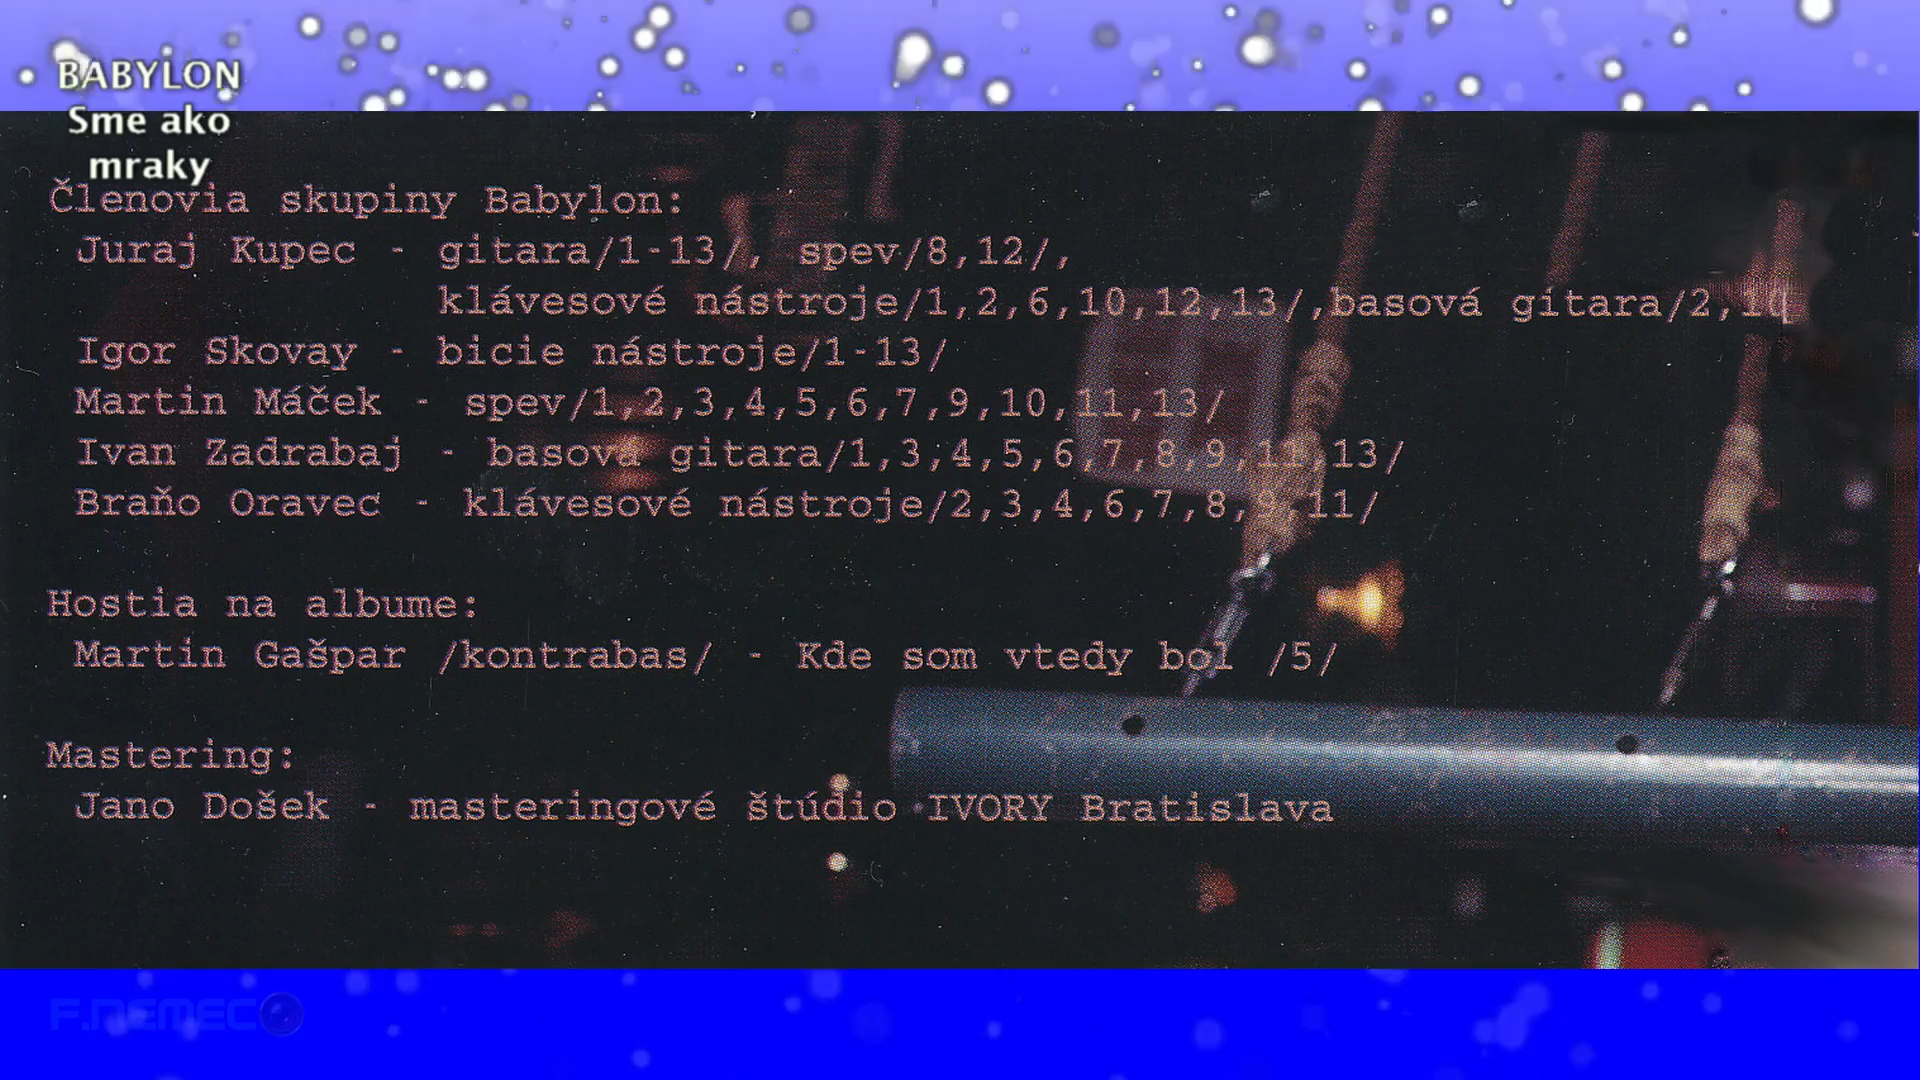 BABYLON
Sme ako
mraky
Členovia skupiny Babylon:
Juraj Kupec - gitara/1-13/, spev/8,12/,
klávesové nástroje/1,2,6,10,12,13/,basová gitara/2,10
Igor Skovay - bicie nástroje/1-13/
Martin Máček - spev/1,2,3,4,5,6,7,9,10,11,13/
Ivan Zadrabaj - basová gitara/1,3,4,5,6,7,8,9,11,13/
Braňo Oravec - klávesové nástroje/2,3,4,6,7,8,9,11/
Hostia na albume:
Martin Gašpar /kontrabas/ - Kde som vtedy bol /5/
Mastering:
Jano Došek - masteringové štúdio IVORY Bratislava
F.NEMEC